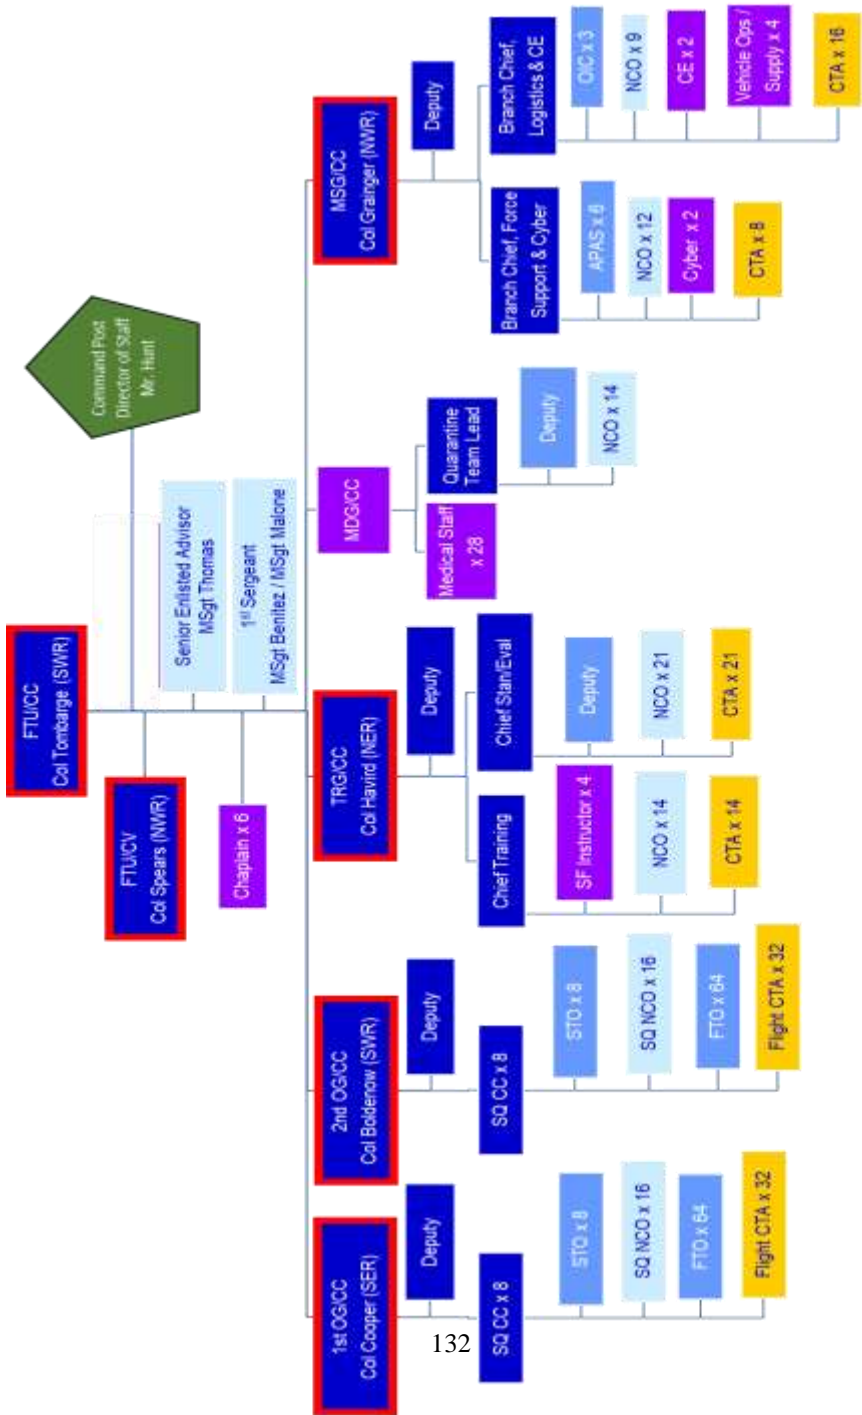 FTU/CC
Col Tombarge (SWR)
FTU/CV
Col Spears (NWR)
Command Post
Director of Staff
Mr. Hunt
Senior Enlisted Advisor
MSgt Thomas
Chaplain x 6
1st Sergeant
MSgt Benitez / MSgt Malone
1st OG/CC
Col Cooper (SER)
Deputy
SQ CC x 8
STO x 8
SQ NCO x 16
FTO x 64
Flight CTA x 32
2nd OG/CC
Col Boldenow (SWR)
Deputy
SQ CC x 8
STO x 8
SQ NCO x 16
FTO x 64
Flight CTA x 32
TRG/CC
Col Havird (NER)
Deputy
Chief Training
SF Instructor x 4
NCO x 14
CTA x 14
Chief Stan/Eval
Deputy
NCO x 21
CTA x 21
MDG/CC
Medical Staff
x 28
Quarantine
Team Lead
Deputy
NCO x 14
MSG/CC
Col Grainger (NWR)
Deputy
Branch Chief, Force
Support & Cyber
APAS x 6
NCO x 12
Cyber x 2
CTA x 8
Branch Chief,
Logistics & CE
OIC x 3
NCO x 9
CE x 2
Vehicle Ops /
Supply x 4
CTA x 16
132